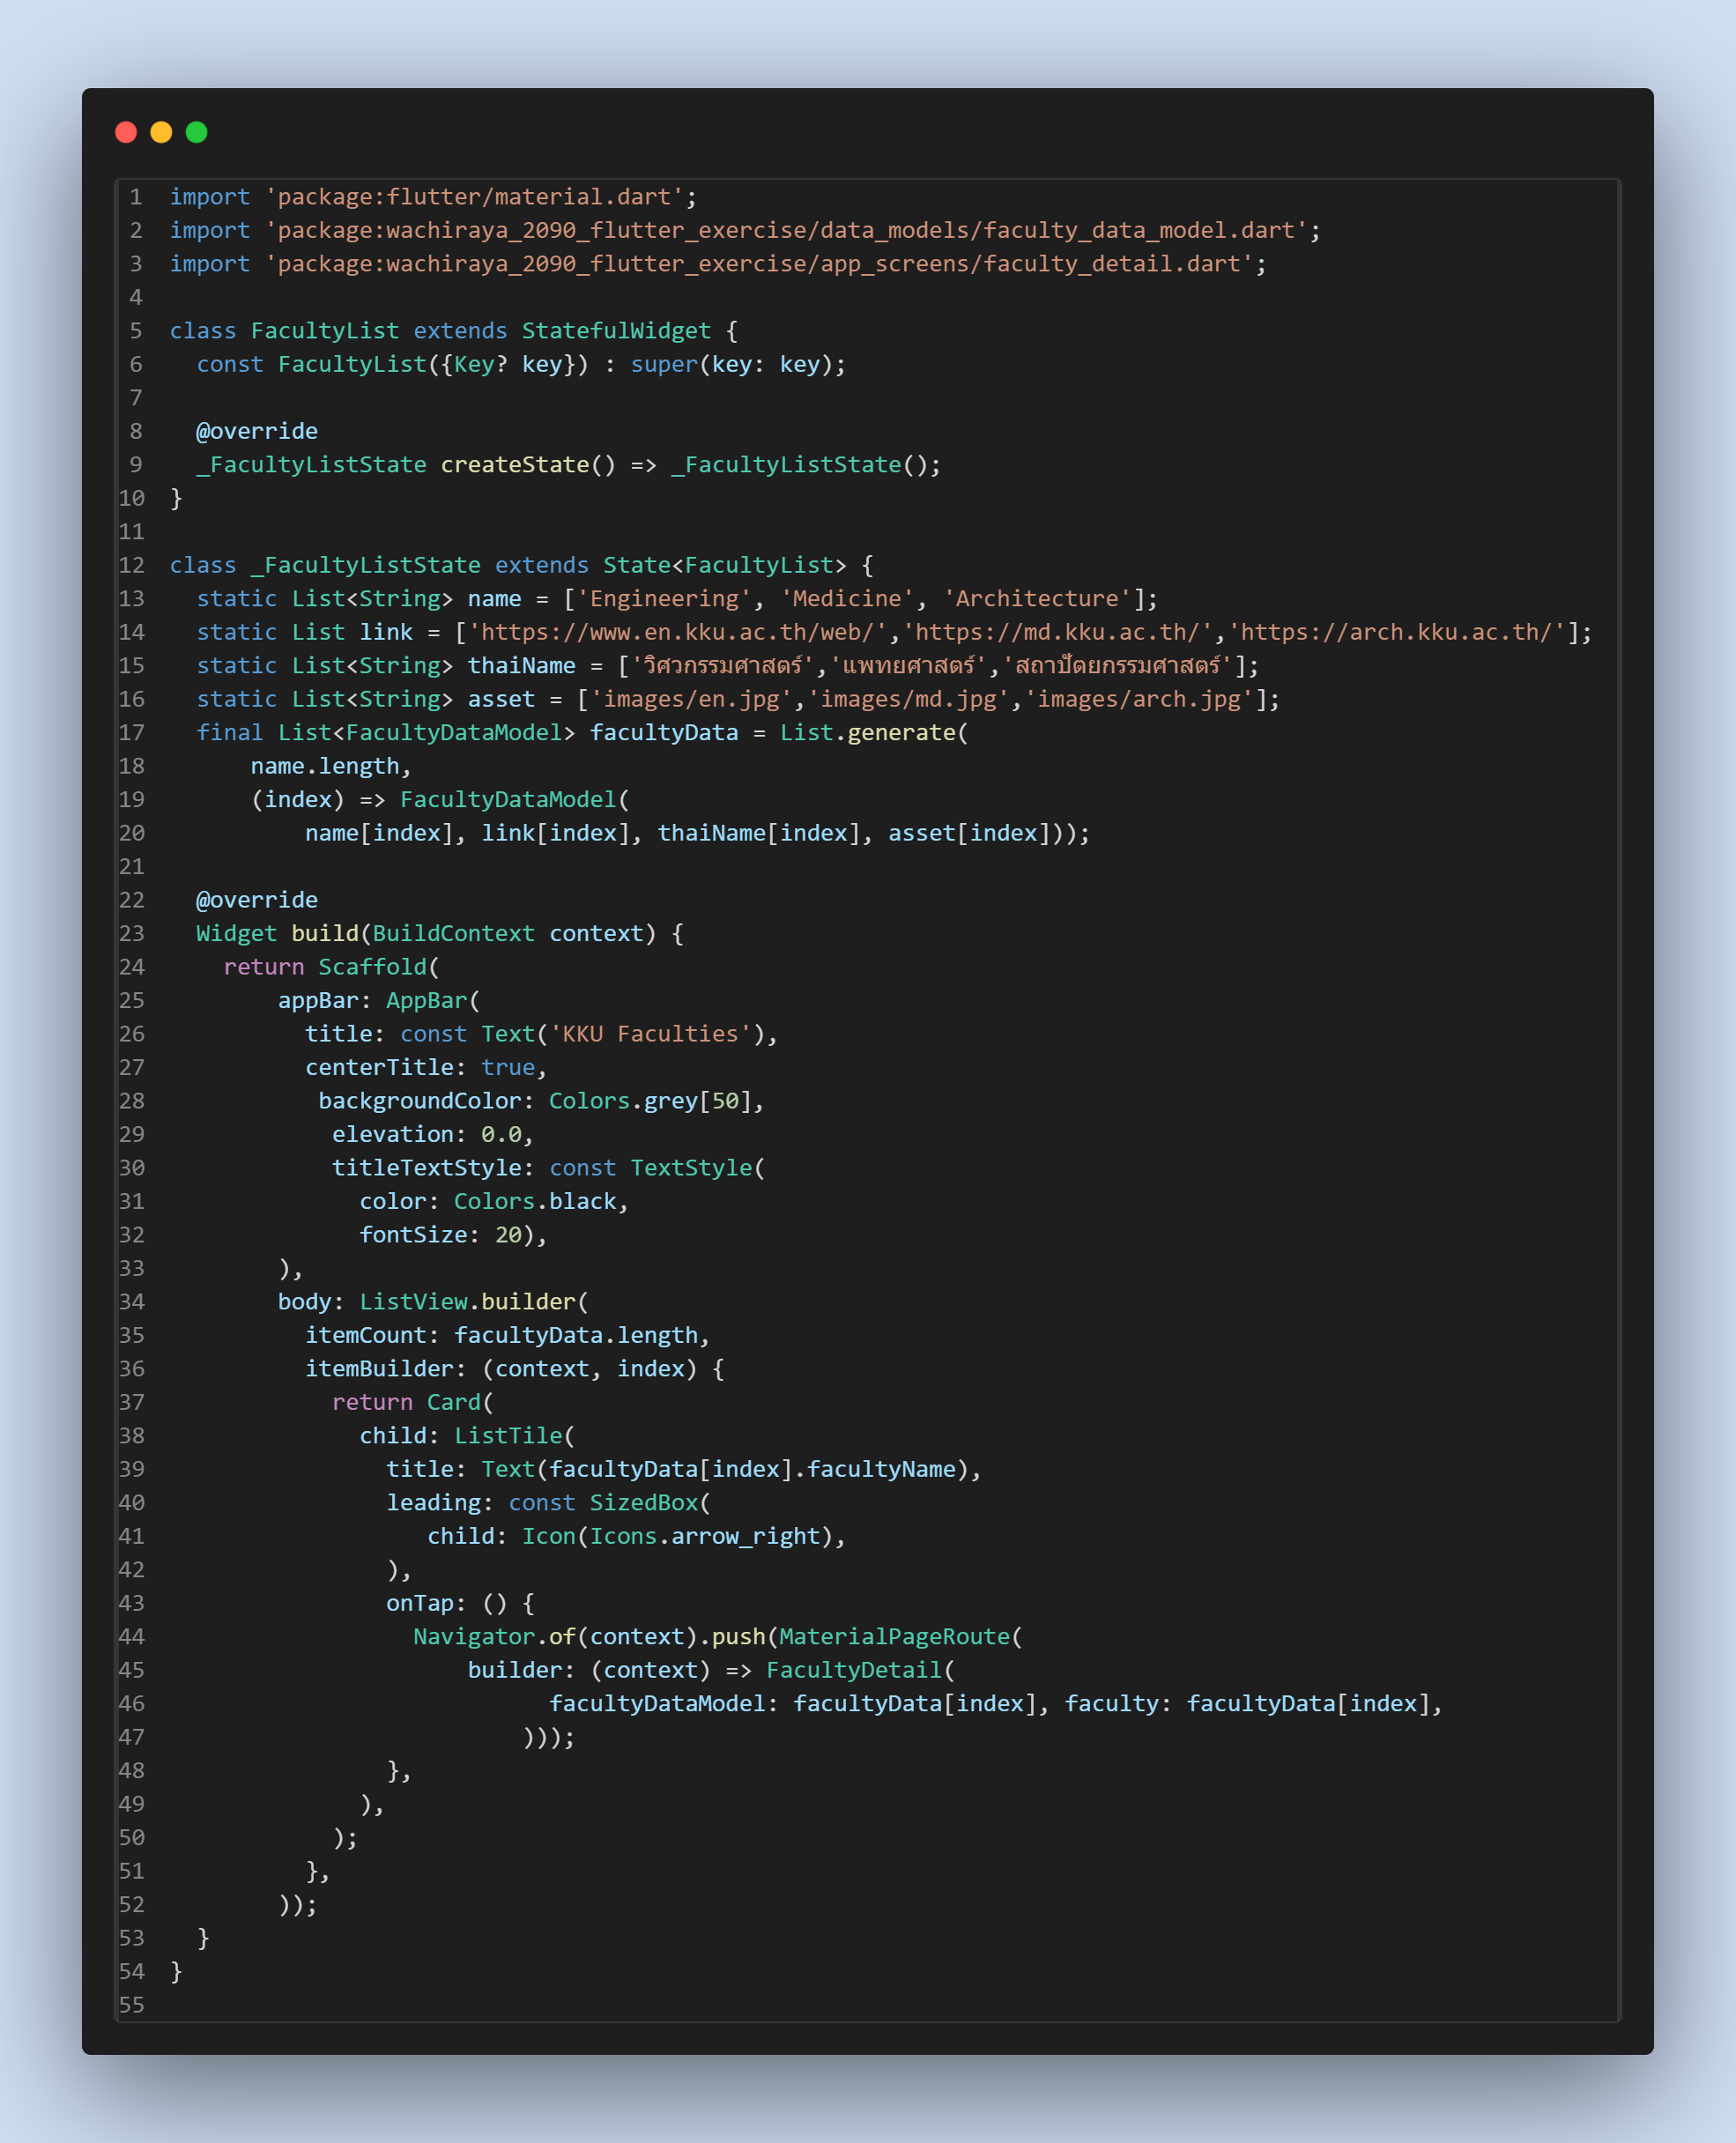 1 import 'package:flutter/material.dart';
2 import 'package:wachiraya_2090_flutter_exercise/data_models/faculty_data_model.dart';
3 import 'package:wachiraya_2090_flutter_exercise/app_screens/faculty_detail.dart';
4
5 class FacultyList extends StatefulWidget {
6   const FacultyList({Key? key}) : super(key: key);
7
8   @override
9   _FacultyListState createState() => _FacultyListState();
10 }
11
12 class _FacultyListState extends State<FacultyList> {
13   static List<String> name = ['Engineering', 'Medicine', 'Architecture'];
14   static List link = ['https://www.en.kku.ac.th/web/','https://md.kku.ac.th/','https://arch.kku.ac.th/'];
15   static List<String> thaiName = ['วิศวกรรมศาสตร์','แพทยศาสตร์','สถาปัตยกรรมศาสตร์'];
16   static List<String> asset = ['images/en.jpg','images/md.jpg','images/arch.jpg'];
17   final List<FacultyDataModel> facultyData = List.generate(
18       name.length,
19       (index) => FacultyDataModel(
20           name[index], link[index], thaiName[index], asset[index]));
21
22   @override
23   Widget build(BuildContext context) {
24     return Scaffold(
25         appBar: AppBar(
26           title: const Text('KKU Faculties'),
27           centerTitle: true,
28            backgroundColor: Colors.grey[50],
29             elevation: 0.0,
30             titleTextStyle: const TextStyle(
31               color: Colors.black,
32               fontSize: 20),
33         ),
34         body: ListView.builder(
35           itemCount: facultyData.length,
36           itemBuilder: (context, index) {
37             return Card(
38               child: ListTile(
39                 title: Text(facultyData[index].facultyName),
40                 leading: const SizedBox(
41                    child: Icon(Icons.arrow_right),
42                 ),
43                 onTap: () {
44                   Navigator.of(context).push(MaterialPageRoute(
45                       builder: (context) => FacultyDetail(
46                             facultyDataModel: facultyData[index], faculty: facultyData[index],
47                           )));
48                 },
49               ),
50             );
51           },
52         ));
53   }
54 }
55